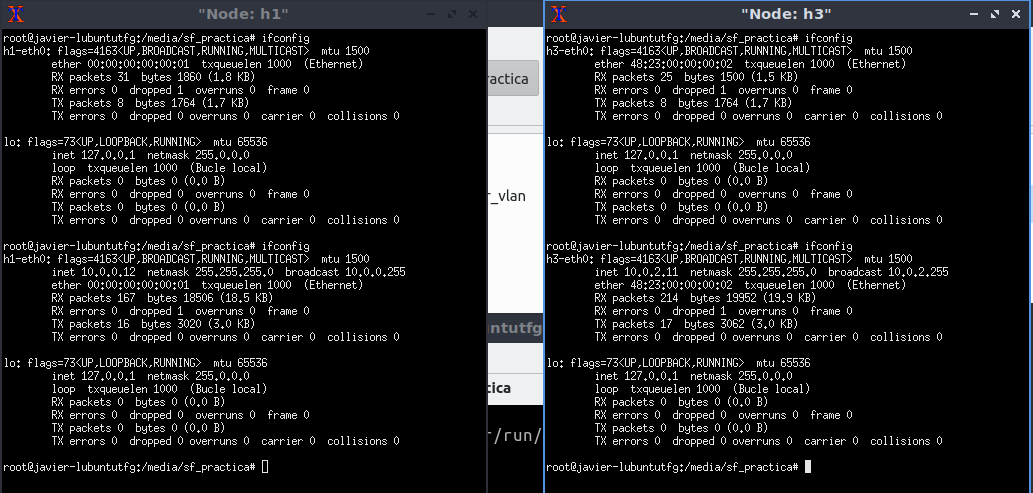 "Node: h1"
root@javier-lubuntutfg:/media/sf_practica# ifconfig
h1-eth0: flags=4163<UP,BROADCAST,RUNNING,MULTICAST>  mtu 1500
ether 00:00:00:00:00:01  txqueuelen 1000  (Ethernet)
RX packets 31  bytes 1860 (1.8 KB)
RX errors 0  dropped 1  overruns 0  frame 0
TX packets 8  bytes 1764 (1.7 KB)
TX errors 0  dropped 0 overruns 0  carrier 0  collisions 0
lo: flags=73<UP,LOOPBACK,RUNNING>  mtu 65536
inet 127.0.0.1  netmask 255.0.0.0
loop  txqueuelen 1000  (Bucle local)
RX packets 0  bytes 0 (0.0 B)
RX errors 0  dropped 0  overruns 0  frame 0
TX packets 0  bytes 0 (0.0 B)
TX errors 0  dropped 0 overruns 0  carrier 0  collisions 0
root@javier-lubuntutfg:/media/sf_practica# ifconfig
h1-eth0: flags=4163<UP,BROADCAST,RUNNING,MULTICAST>  mtu 1500
inet 10.0.0.12  netmask 255.255.255.0  broadcast 10.0.0.255
ether 00:00:00:00:00:01  txqueuelen 1000  (Ethernet)
RX packets 167  bytes 18506 (18.5 KB)
RX errors 0  dropped 1  overruns 0  frame 0
TX packets 16  bytes 3020 (3.0 KB)
TX errors 0  dropped 0 overruns 0  carrier 0  collisions 0
lo: flags=73<UP,LOOPBACK,RUNNING>  mtu 65536
inet 127.0.0.1  netmask 255.0.0.0
loop  txqueuelen 1000  (Bucle local)
RX packets 0  bytes 0 (0.0 B)
RX errors 0  dropped 0  overruns 0  frame 0
TX packets 0  bytes 0 (0.0 B)
TX errors 0  dropped 0 overruns 0  carrier 0  collisions 0
root@javier-lubuntutfg:/media/sf_practica#
ractica
r_vlan
untutfg
tica
r/run/
"Node: h3"
root@javier-lubuntutfg:/media/sf_practica# ifconfig
h3-eth0: flags=4163<UP,BROADCAST,RUNNING,MULTICAST>  mtu 1500
ether 48:23:00:00:00:02  txqueuelen 1000  (Ethernet)
RX packets 25  bytes 1500 (1.5 KB)
RX errors 0  dropped 1  overruns 0  frame 0
TX packets 8  bytes 1764 (1.7 KB)
TX errors 0  dropped 0 overruns 0  carrier 0  collisions 0
lo: flags=73<UP,LOOPBACK,RUNNING>  mtu 65536
inet 127.0.0.1  netmask 255.0.0.0
loop  txqueuelen 1000  (Bucle local)
RX packets 0  bytes 0 (0.0 B)
RX errors 0  dropped 0  overruns 0  frame 0
TX packets 0  bytes 0 (0.0 B)
TX errors 0  dropped 0 overruns 0  carrier 0  collisions 0
root@javier-lubuntutfg:/media/sf_practica# ifconfig
h3-eth0: flags=4163<UP,BROADCAST,RUNNING,MULTICAST>  mtu 1500
inet 10.0.2.11  netmask 255.255.255.0  broadcast 10.0.2.255
ether 48:23:00:00:00:02  txqueuelen 1000  (Ethernet)
RX packets 214  bytes 19952 (19.9 KB)
RX errors 0  dropped 1  overruns 0  frame 0
TX packets 17  bytes 3062 (3.0 KB)
TX errors 0  dropped 0 overruns 0  carrier 0  collisions 0
lo: flags=73<UP,LOOPBACK,RUNNING>  mtu 65536
inet 127.0.0.1  netmask 255.0.0.0
loop  txqueuelen 1000  (Bucle local)
RX packets 0  bytes 0 (0.0 B)
RX errors 0  dropped 0  overruns 0  frame 0
TX packets 0  bytes 0 (0.0 B)
TX errors 0  dropped 0 overruns 0  carrier 0  collisions 0
root@javier-lubuntutfg:/media/sf_practica#